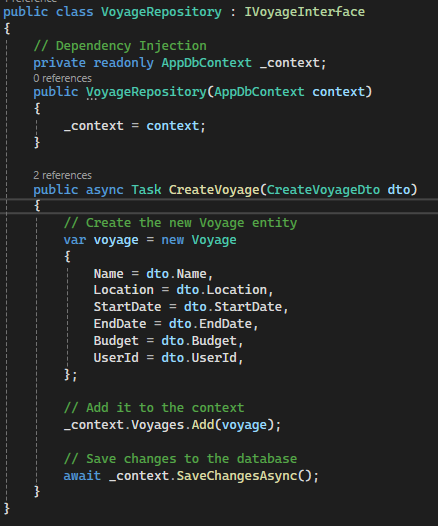 public class VoyageRepository : IVoyageInterface
{
// Dependency Injection
private readonly AppDbContext _context;
0 references
public VoyageRepository(AppDbContext context)
{
_context = context;
}
2 references
public async Task CreateVoyage(CreateVoyageDto dto)
{
// Create the new Voyage entity
var voyage = new Voyage
{
Name = dto.Name,
Location = dto.Location,
StartDate = dto.StartDate,
EndDate = dto.EndDate,
Budget = dto.Budget,
UserId = dto.UserId,
};
// Add it to the context
_context.Voyages.Add(voyage);
// Save changes to the database
await _context.SaveChangesAsync();
}
}